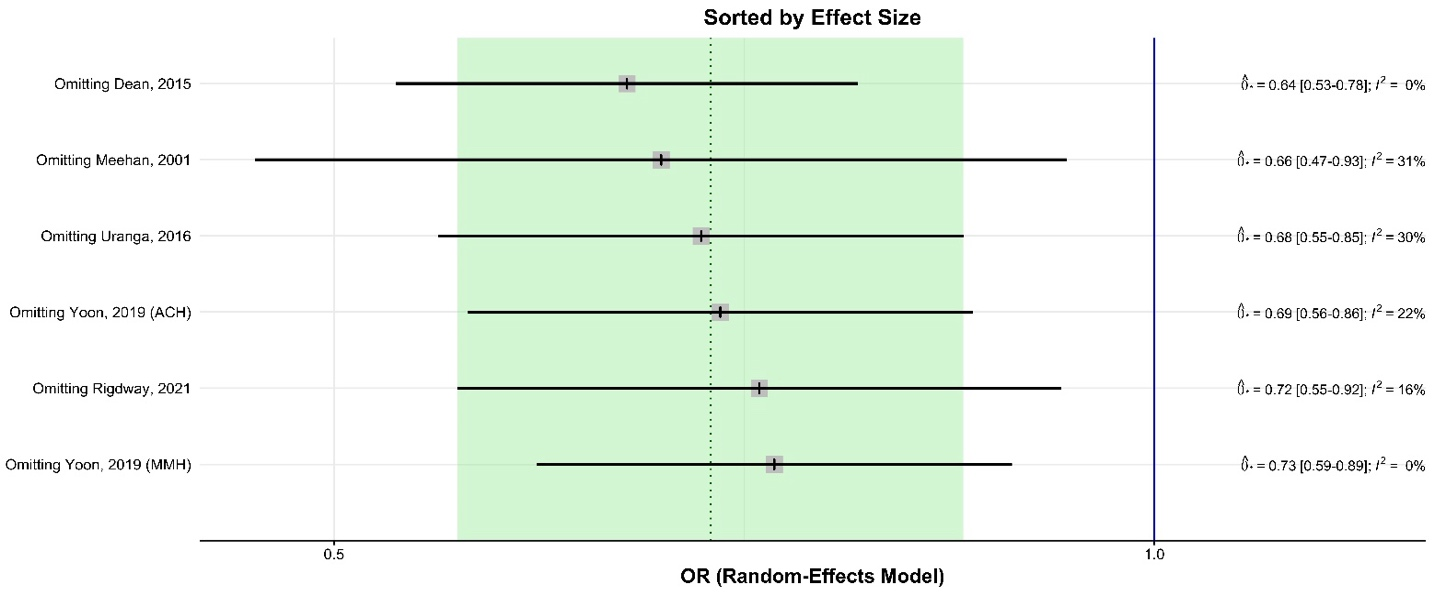 Sorted by Effect Size
Omitting Dean, 2015 θ̂* = 0.64 [0.53-0.78]; I² = 0%
Omitting Meehan, 2001 θ̂* = 0.66 [0.47-0.93]; I² = 31%
Omitting Uranga, 2016 θ̂* = 0.68 [0.55-0.85]; I² = 30%
Omitting Yoon, 2019 (ACH) θ̂* = 0.69 [0.56-0.86]; I² = 22%
Omitting Rigdway, 2021 θ̂* = 0.72 [0.55-0.92]; I² = 16%
Omitting Yoon, 2019 (MMH) θ̂* = 0.73 [0.59-0.89]; I² = 0%
0.5 1.0
OR (Random-Effects Model)